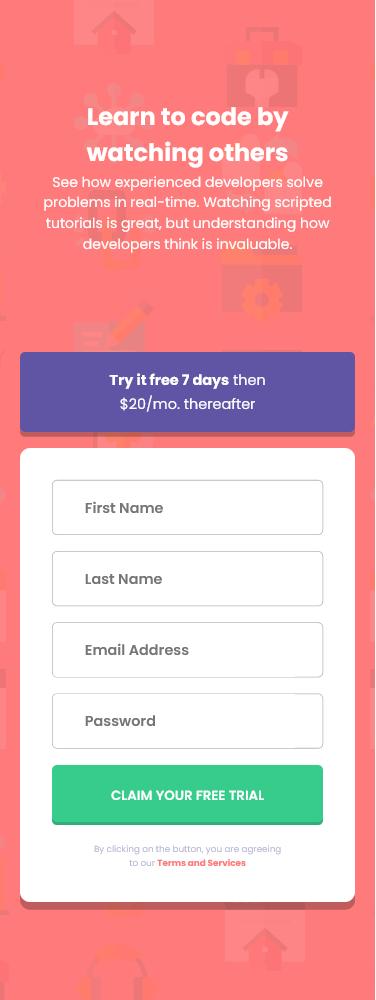 Learn to code by
watching others
See how experienced developers solve
problems in real-time. Watching scripted
tutorials is great, but understanding how
developers think is invaluable.
Try it free 7 days then
$20/mo. thereafter
First Name
Last Name
Email Address
Password
CLAIM YOUR FREE TRIAL
By clicking on the button, you are agreeing
to our Terms and Services